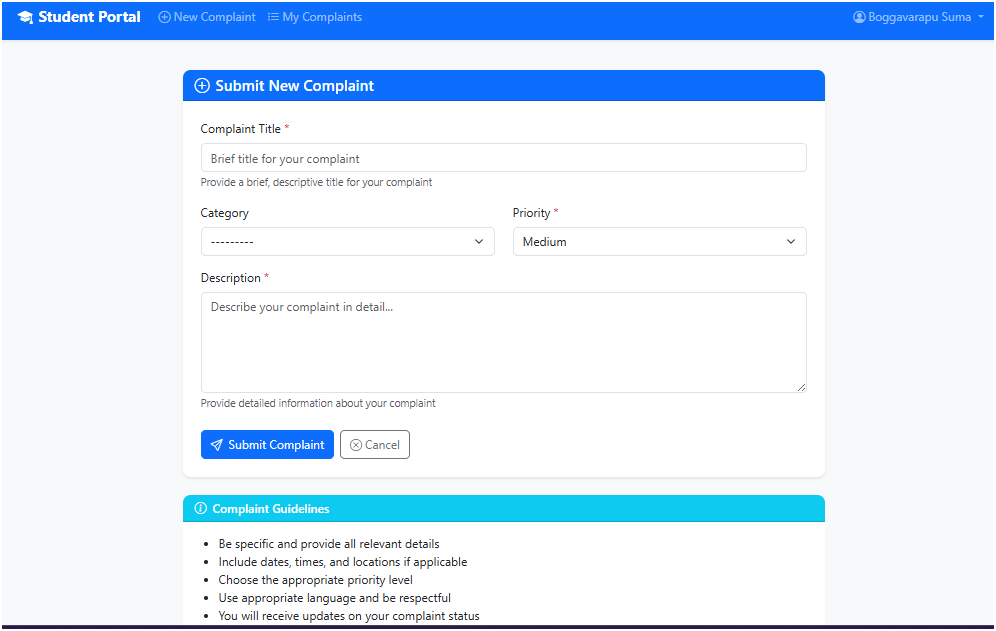 Student Portal New Complaint My Complaints Boggavarapu Suma
Submit New Complaint
Complaint Title *
Brief title for your complaint
Provide a brief, descriptive title for your complaint
Category Priority *
--------- Medium
Description *
Describe your complaint in detail...
Provide detailed information about your complaint
Submit Complaint Cancel
Complaint Guidelines
• Be specific and provide all relevant details
• Include dates, times, and locations if applicable
• Choose the appropriate priority level
• Use appropriate language and be respectful
• You will receive updates on your complaint status